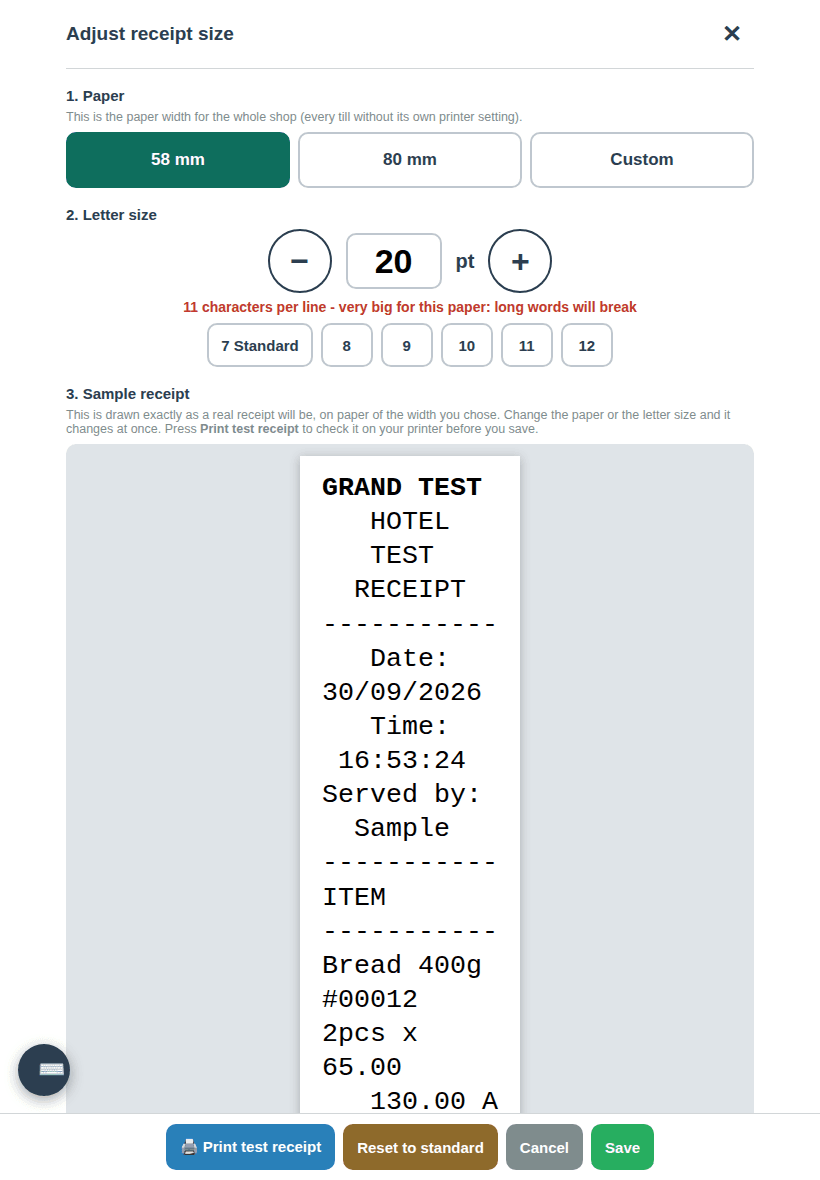 Adjust receipt size ✕
1. Paper
This is the paper width for the whole shop (every till without its own printer setting).
58 mm 80 mm Custom
2. Letter size
− 20 pt +
11 characters per line - very big for this paper: long words will break
7 Standard 8 9 10 11 12
3. Sample receipt
This is drawn exactly as a real receipt will be, on paper of the width you chose. Change the paper or the letter size and it
changes at once. Press Print test receipt to check it on your printer before you save.
GRAND TEST
HOTEL
TEST
RECEIPT
-----------
Date:
30/09/2026
Time:
16:53:24
Served by:
Sample
-----------
ITEM
-----------
Bread 400g
#00012
2pcs x
65.00
130.00 A
Print test receipt Reset to standard Cancel Save